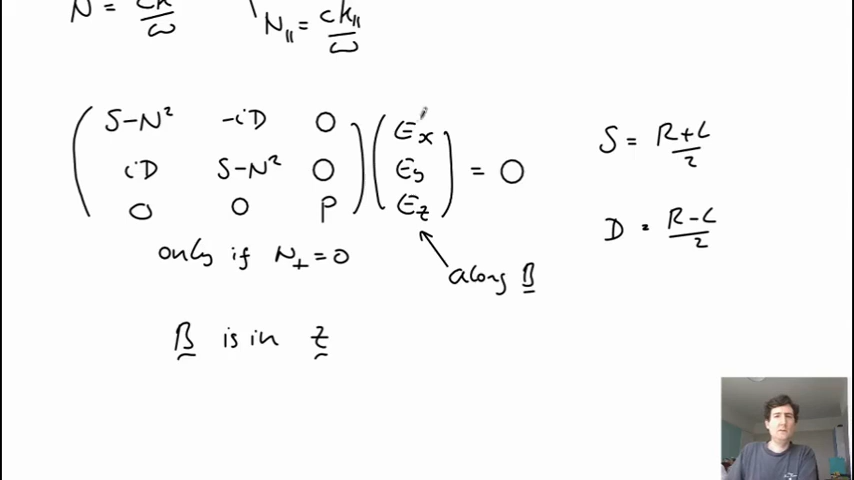 N = ck/ω N∥ = ck∥/ω
( S-N² -iD 0 ) ( Ex )
( iD S-N² 0 ) ( Ey ) = 0
( 0 0 P ) ( Ez )
S = R+L/2
D = R-L/2
only if N⊥ = 0
along B
B is in z